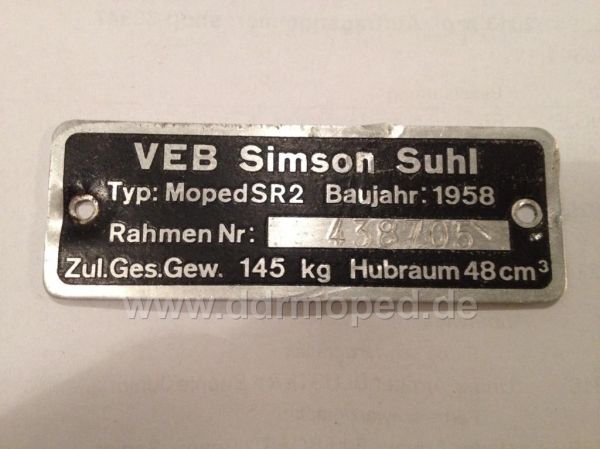 VEB Simson Suhl
Typ: Moped SR2 Baujahr: 1958
Rahmen Nr: 438705
Zul.Ges.Gew. 145 kg Hubraum 48 cm³
www.ddrmoped.de